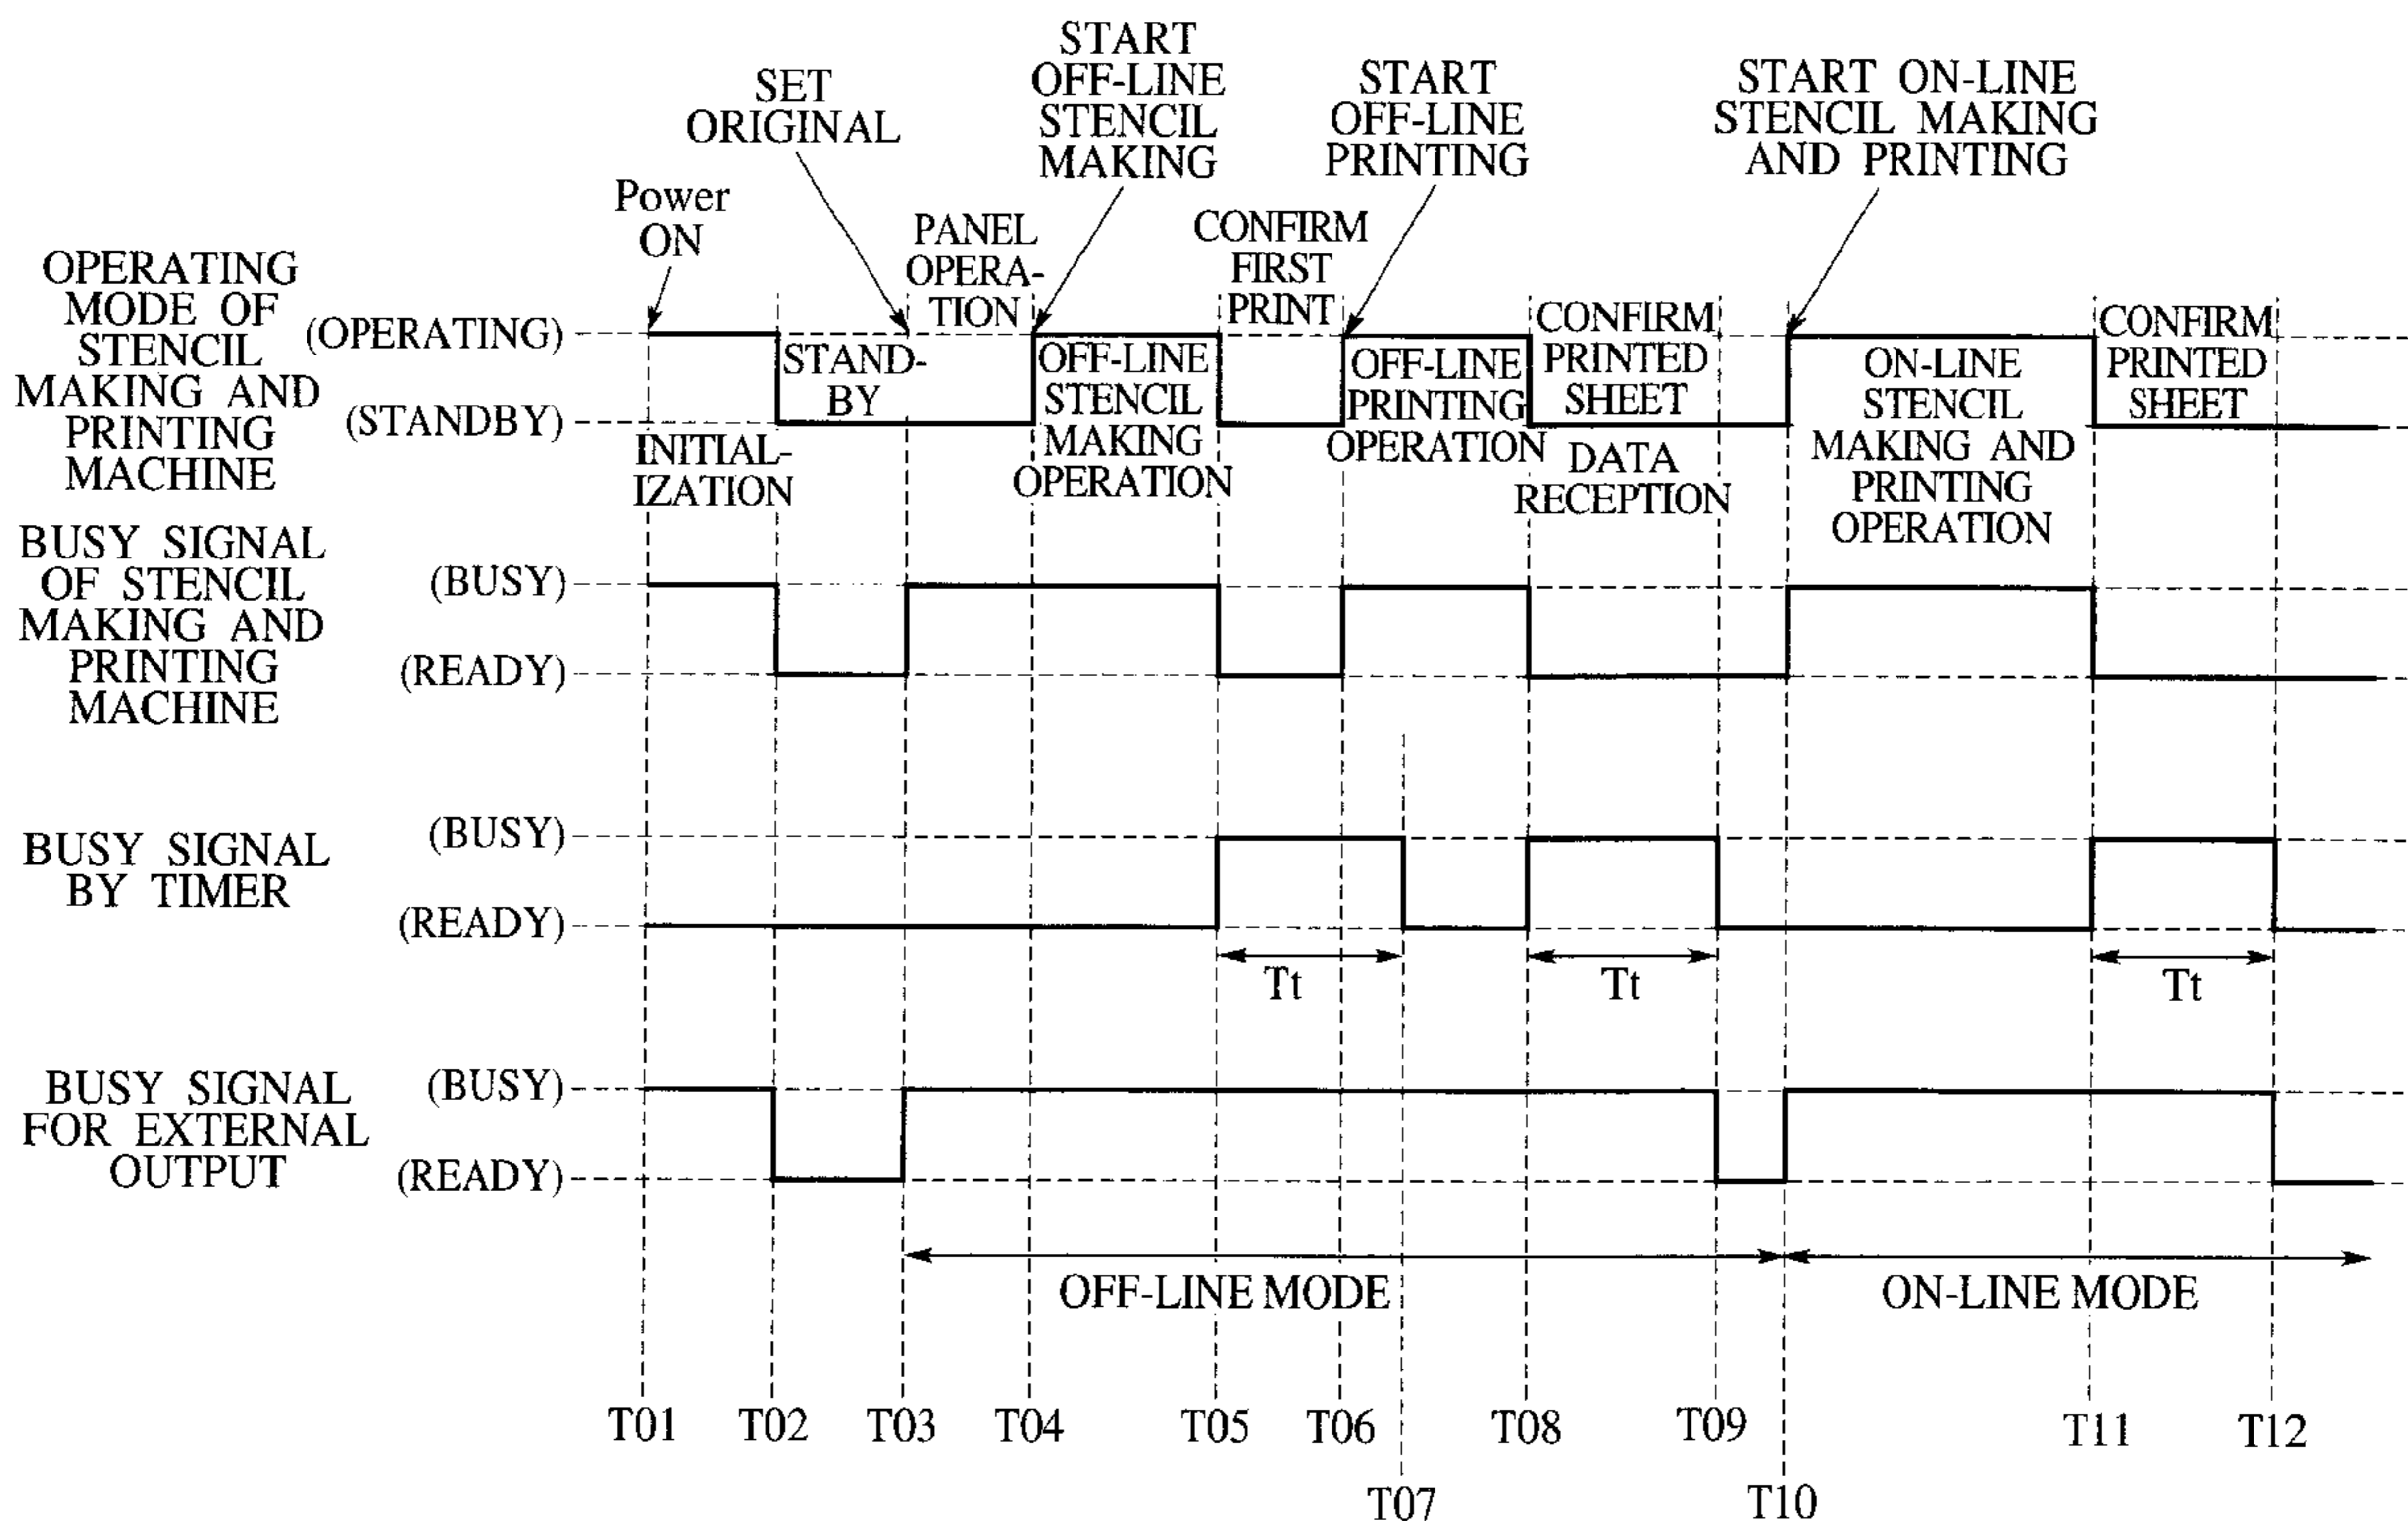 START
OFF-LINE
STENCIL
MAKING
SET
ORIGINAL
START
OFF-LINE
PRINTING
START ON-LINE
STENCIL MAKING
AND PRINTING
Power
ON
PANEL
OPERA-
TION
CONFIRM
FIRST
PRINT
OPERATING
MODE OF
STENCIL
MAKING AND
PRINTING
MACHINE
(OPERATING)
(STANDBY)
INITIAL-
IZATION
STAND-
BY
OFF-LINE
STENCIL
MAKING
OPERATION
OFF-LINE
PRINTING
OPERATION
CONFIRM
PRINTED
SHEET
DATA
RECEPTION
ON-LINE
STENCIL
MAKING AND
PRINTING
OPERATION
CONFIRM
PRINTED
SHEET
BUSY SIGNAL
OF STENCIL
MAKING AND
PRINTING
MACHINE
(BUSY)
(READY)
BUSY SIGNAL
BY TIMER
(BUSY)
(READY)
Tt
Tt
Tt
BUSY SIGNAL
FOR EXTERNAL
OUTPUT
(BUSY)
(READY)
OFF-LINE MODE
ON-LINE MODE
T01
T02
T03
T04
T05
T06
T07
T08
T09
T10
T11
T12